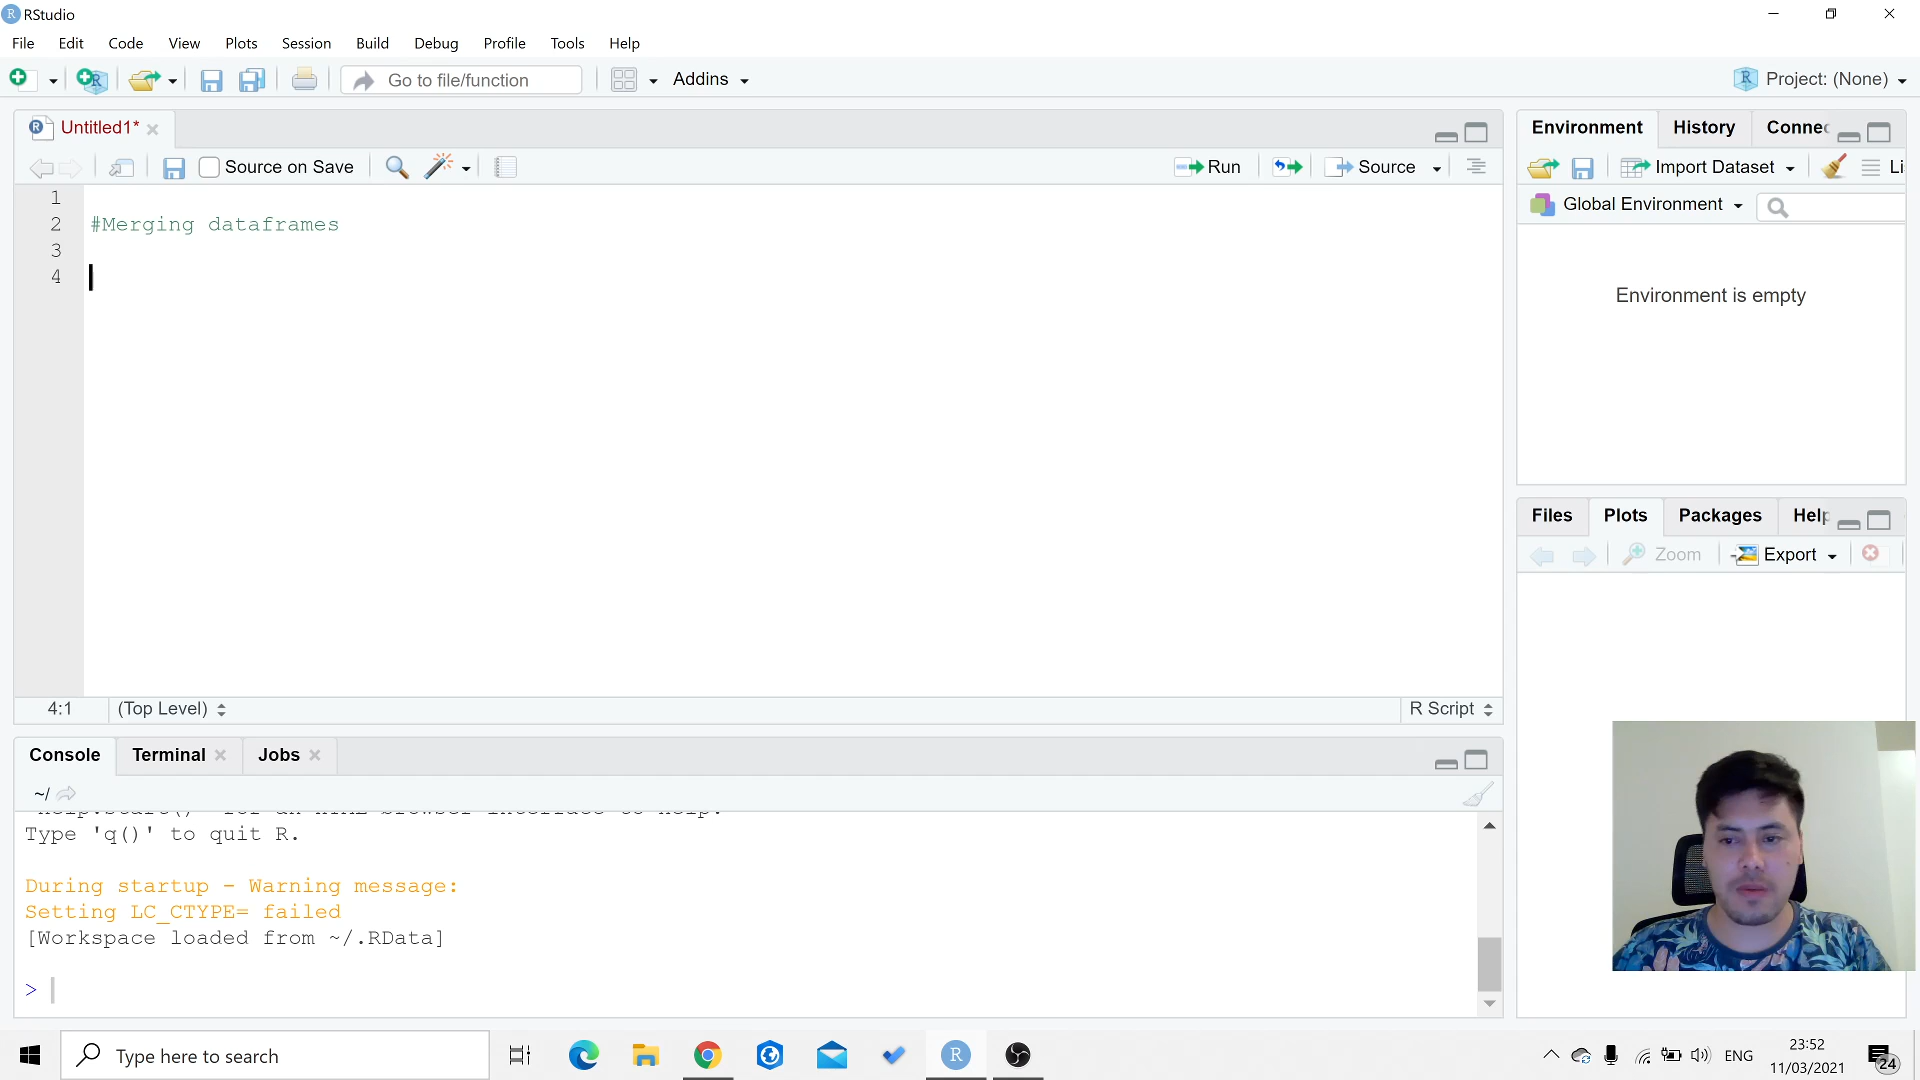 RStudio
File Edit Code View Plots Session Build Debug Profile Tools Help
Go to file/function Addins Project: (None)
Untitled1*
Source on Save Run Source
1
2 #Merging dataframes
3
4
4:1 (Top Level) R Script
Console Terminal Jobs
~/
Type 'q()' to quit R.
During startup - Warning message:
Setting LC_CTYPE= failed
[Workspace loaded from ~/.RData]
>
Environment History Connec
Import Dataset Li
Global Environment
Environment is empty
Files Plots Packages Help
Zoom Export
Type here to search
ENG
23:52
11/03/2021
24